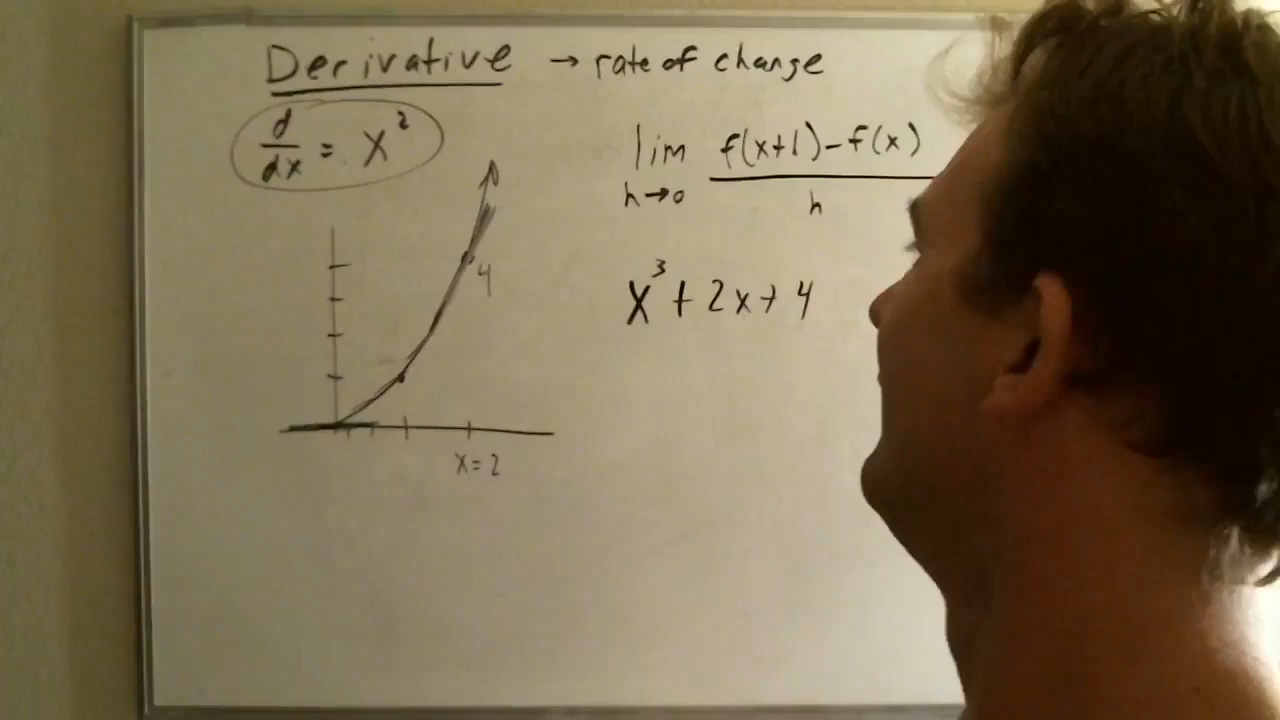 Derivative → rate of change
d/dx = x²
lim h→0 f(x+1)-f(x) / h
4
x³ + 2x + 4
x=2